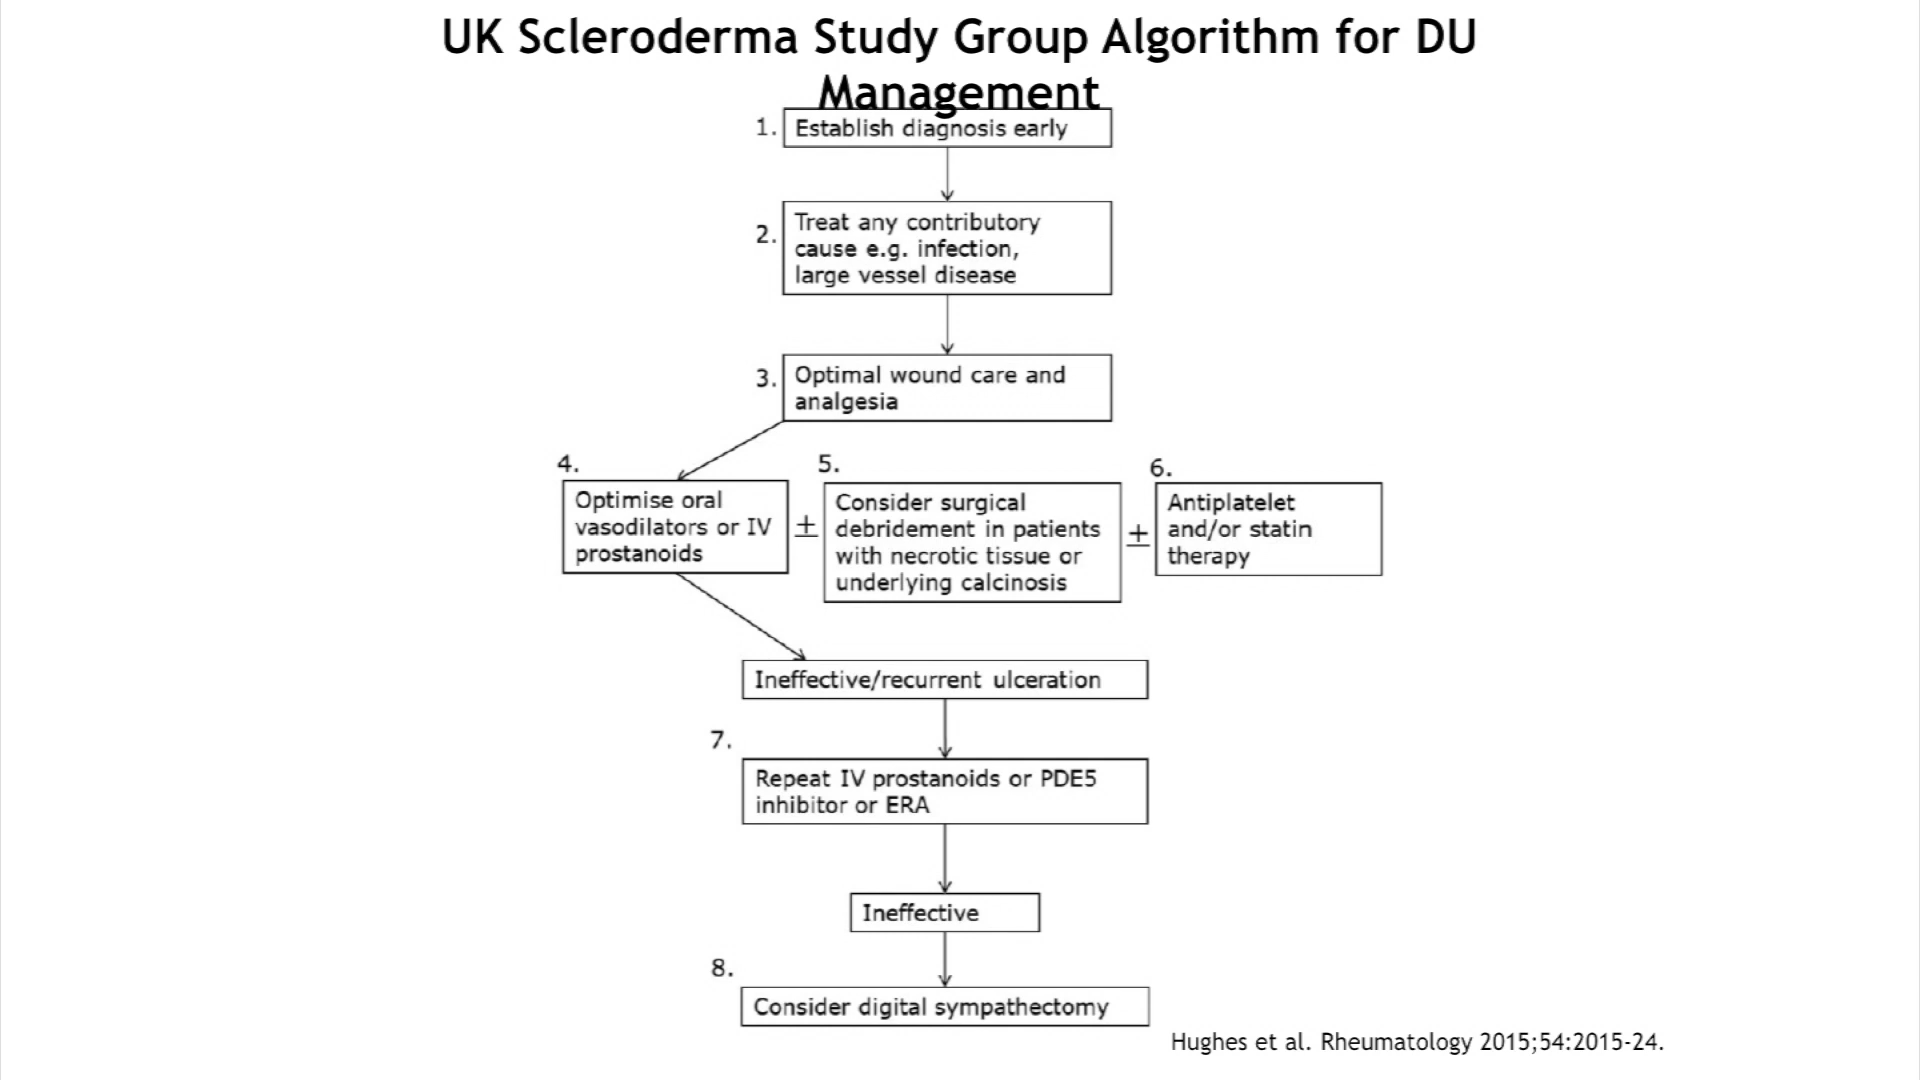 UK Scleroderma Study Group Algorithm for DU
Management
1. Establish diagnosis early
2. Treat any contributory
cause e.g. infection,
large vessel disease
3. Optimal wound care and
analgesia
4.
Optimise oral
vasodilators or IV
prostanoids
±
5.
Consider surgical
debridement in patients
with necrotic tissue or
underlying calcinosis
±
6.
Antiplatelet
and/or statin
therapy
Ineffective/recurrent ulceration
7.
Repeat IV prostanoids or PDE5
inhibitor or ERA
Ineffective
8.
Consider digital sympathectomy
Hughes et al. Rheumatology 2015;54:2015-24.